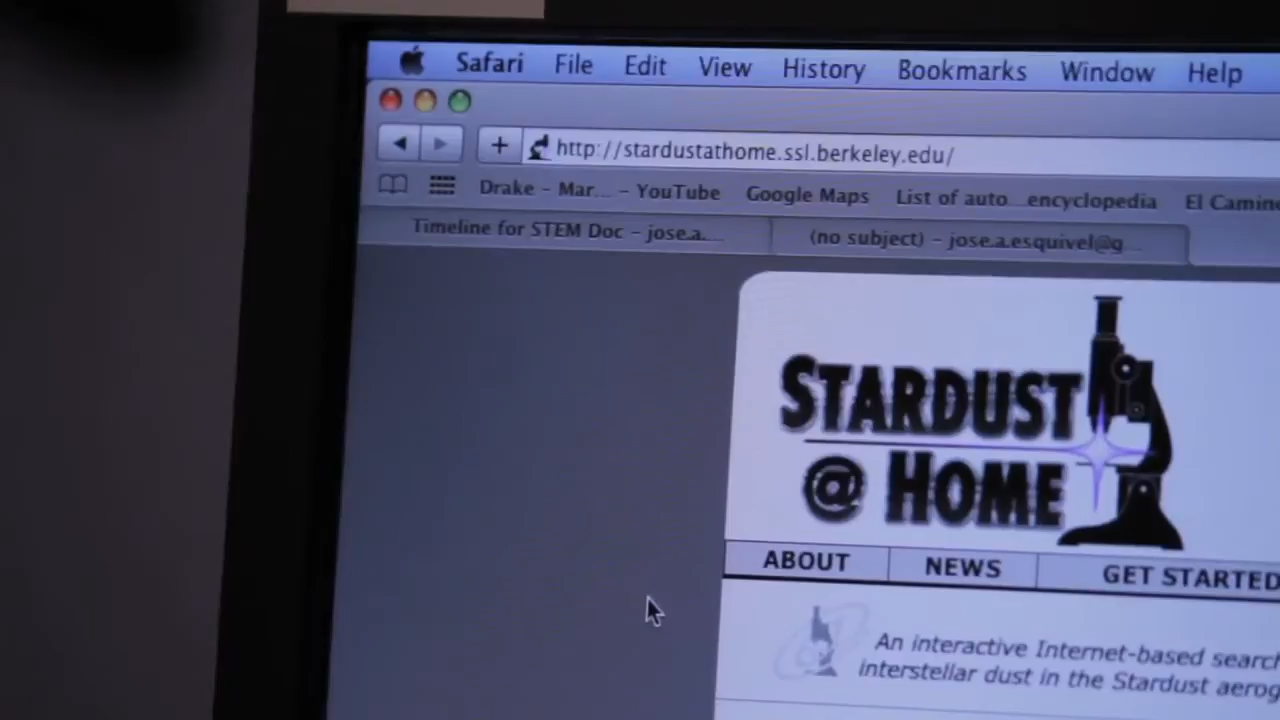 Safari File Edit View History Bookmarks Window Help
http://stardustathome.ssl.berkeley.edu/
Drake - Mar... - YouTube Google Maps List of auto...encyclopedia El Camin
Timeline for STEM Doc - jose.a.... (no subject) - jose.a.esquivel@g...
STARDUST
@ HOME
ABOUT NEWS GET STARTED
An interactive Internet-based search
interstellar dust in the Stardust aerog